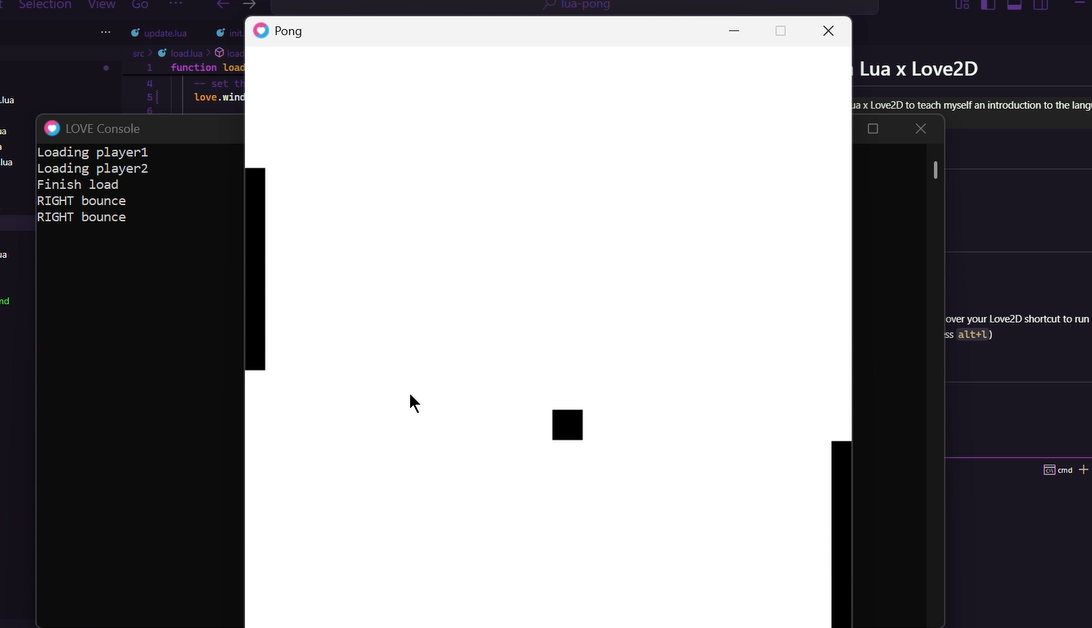 Selection View Go ···
lua-pong
update.lua
init.
src > load.lua > load
1 function load
4 -- set th
5 love.wind
6
.lua
Pong
LOVE Console
Loading player1
Loading player2
Finish load
RIGHT bounce
RIGHT bounce
Lua x Love2D
ua x Love2D to teach myself an introduction to the lang
over your Love2D shortcut to run
ss alt+l)
cmd
ua
lua
ua
nd